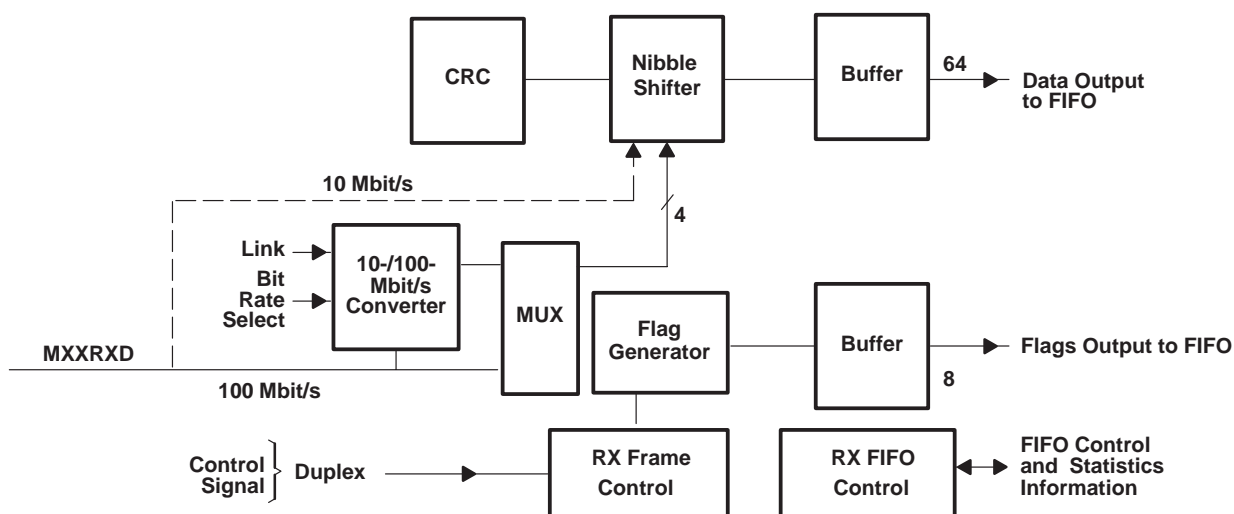 CRC
Nibble
Shifter
Buffer
64
Data Output
to FIFO
10 Mbit/s
4
Link
Bit
Rate
Select
10-/100-
Mbit/s
Converter
MUX
Flag
Generator
Buffer
Flags Output to FIFO
8
MXXRXD
100 Mbit/s
Control
Signal
Duplex
RX Frame
Control
RX FIFO
Control
FIFO Control
and Statistics
Information